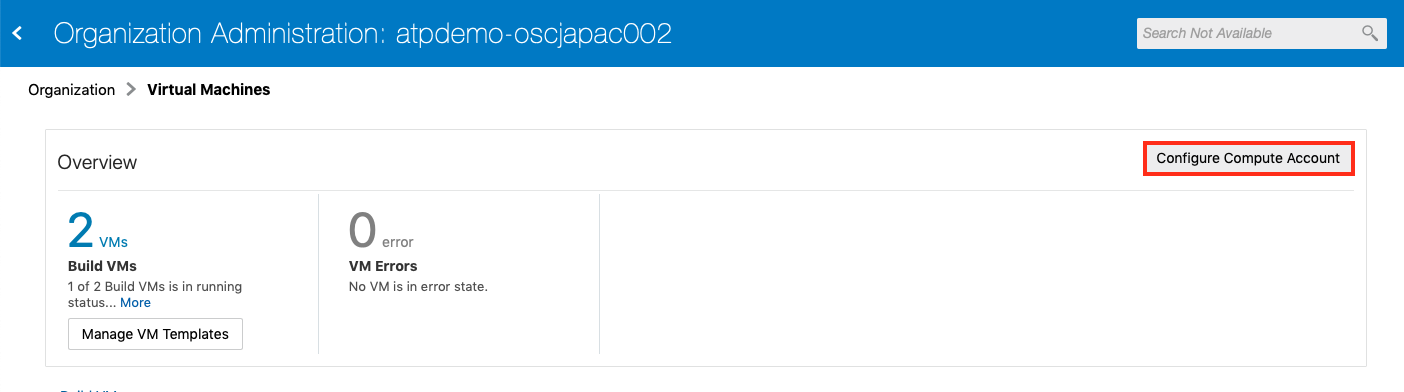 Organization Administration: atpdemo-oscjapac002
Search Not Available
Organization > Virtual Machines
Overview
Configure Compute Account
2 VMs
Build VMs
1 of 2 Build VMs is in running
status... More
Manage VM Templates
0 error
VM Errors
No VM is in error state.